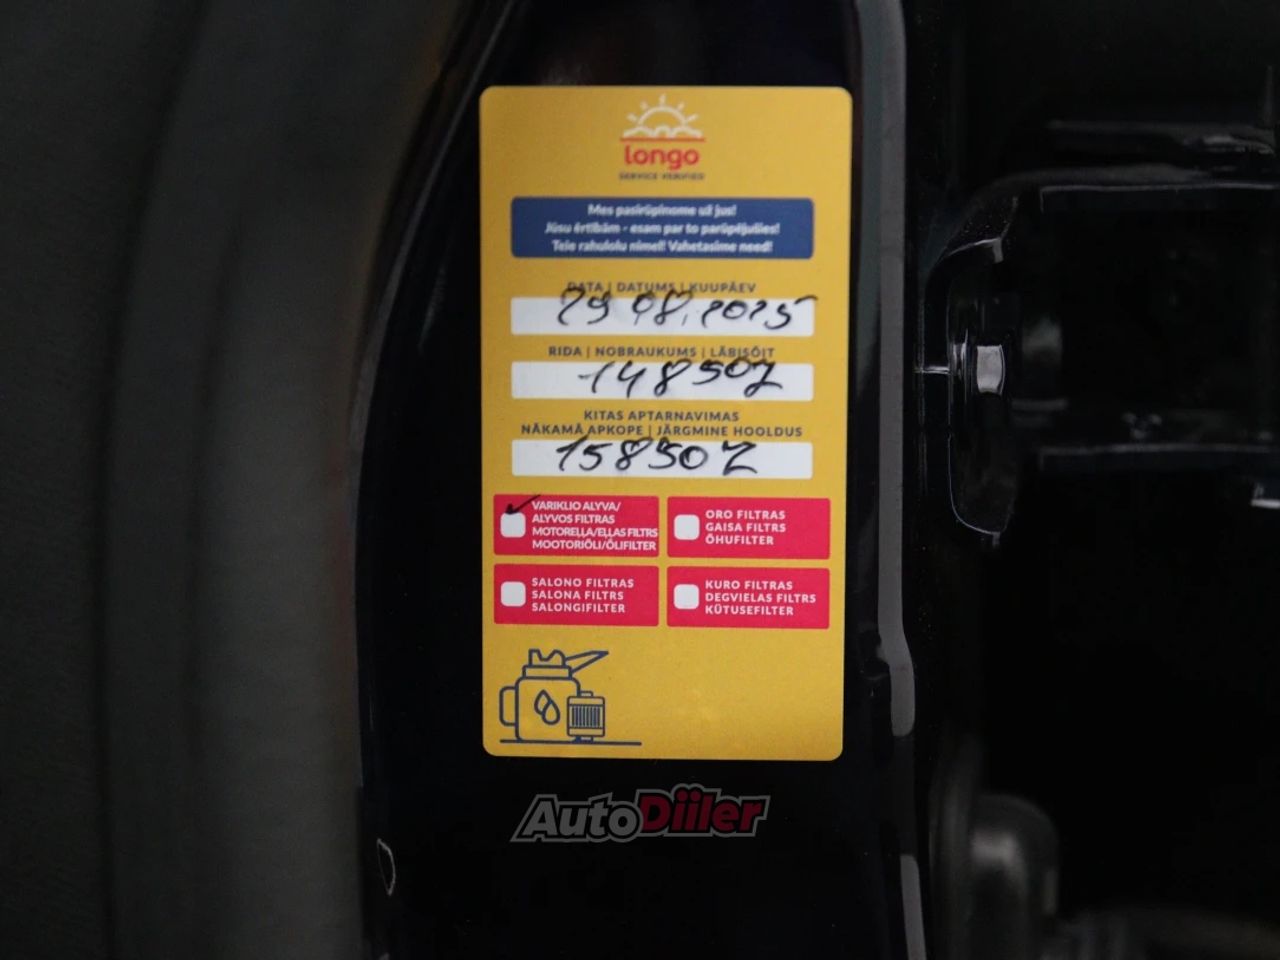 longo
SERVICE VERIFIED
Mes pasirūpinome už jus!
Jūsu ērtībām - esam par to parūpējušies!
Teie rahulolu nimel! Vahetasime need!
DATA | DATUMS | KUUPÄEV
29.08.2025
RIDA | NOBRAUKUMS | LÄBISÕIT
148507
KITAS APTARNAVIMAS
NĀKAMĀ APKOPE | JÄRGMINE HOOLDUS
158507
VARIKLIO ALYVA/
ALYVOS FILTRAS
MOTOREĻĻA/EĻĻAS FILTRS
MOOTORIÕLI/ÕLIFILTER
ORO FILTRAS
GAISA FILTRS
ÕHUFILTER
SALONO FILTRAS
SALONA FILTRS
SALONGIFILTER
KURO FILTRAS
DEGVIELAS FILTRS
KÜTUSEFILTER
AutoDiiler